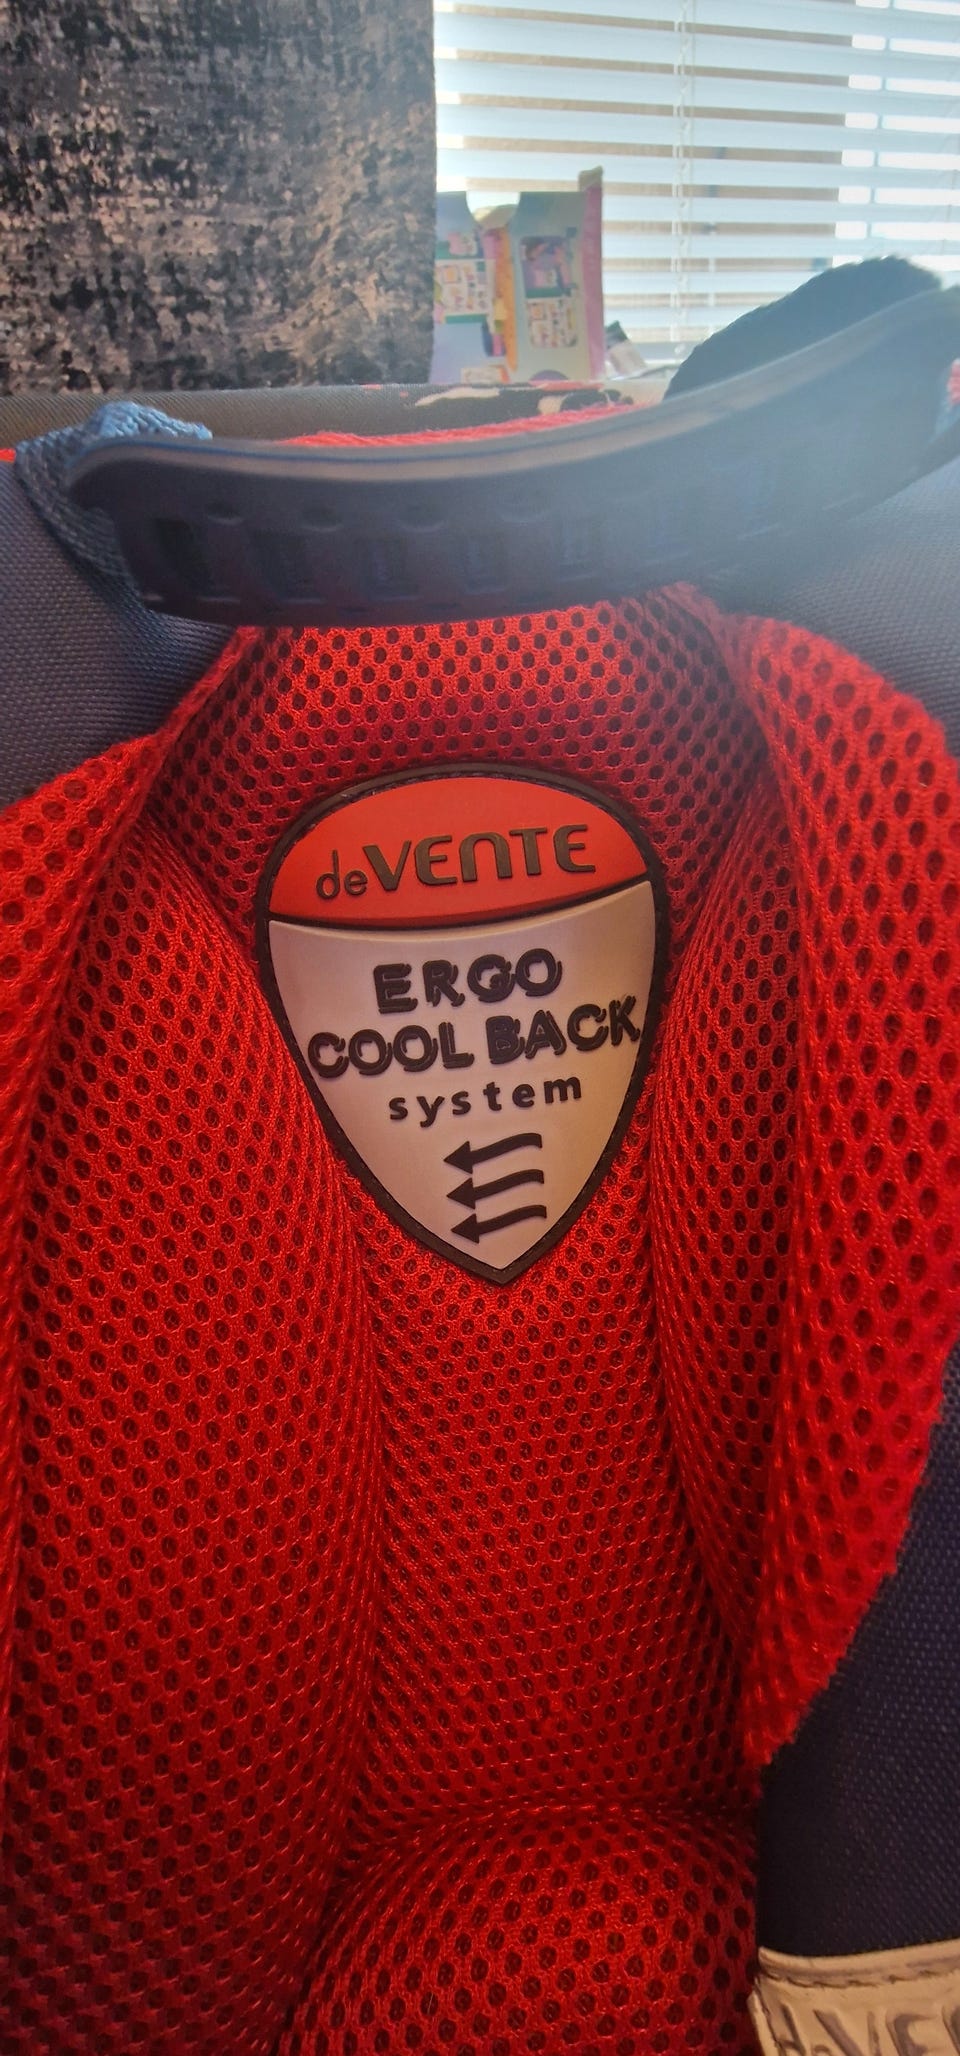 deVENTE
ERGO
COOL BACK
system